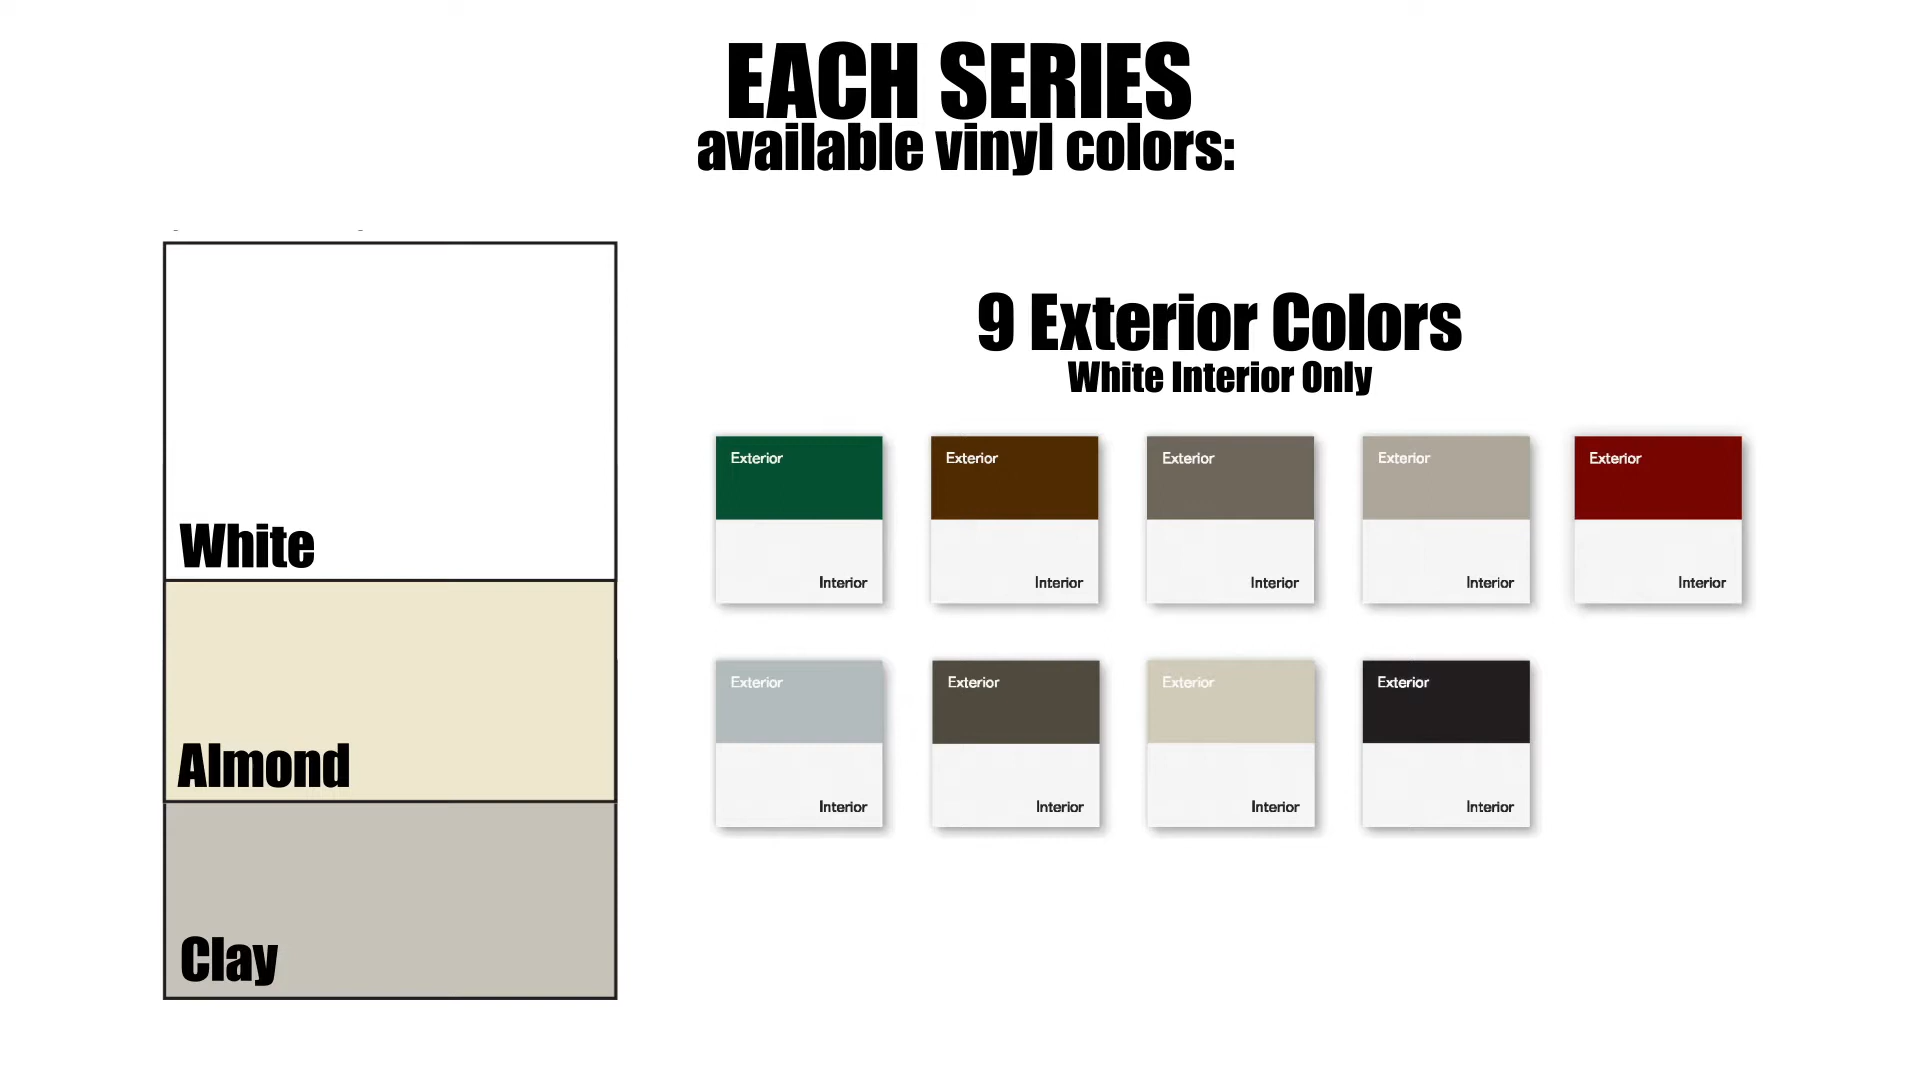 EACH SERIES
available vinyl colors:
White
Almond
Clay
9 Exterior Colors
White Interior Only
Exterior
Interior
Exterior
Interior
Exterior
Interior
Exterior
Interior
Exterior
Interior
Exterior
Interior
Exterior
Interior
Exterior
Interior
Exterior
Interior